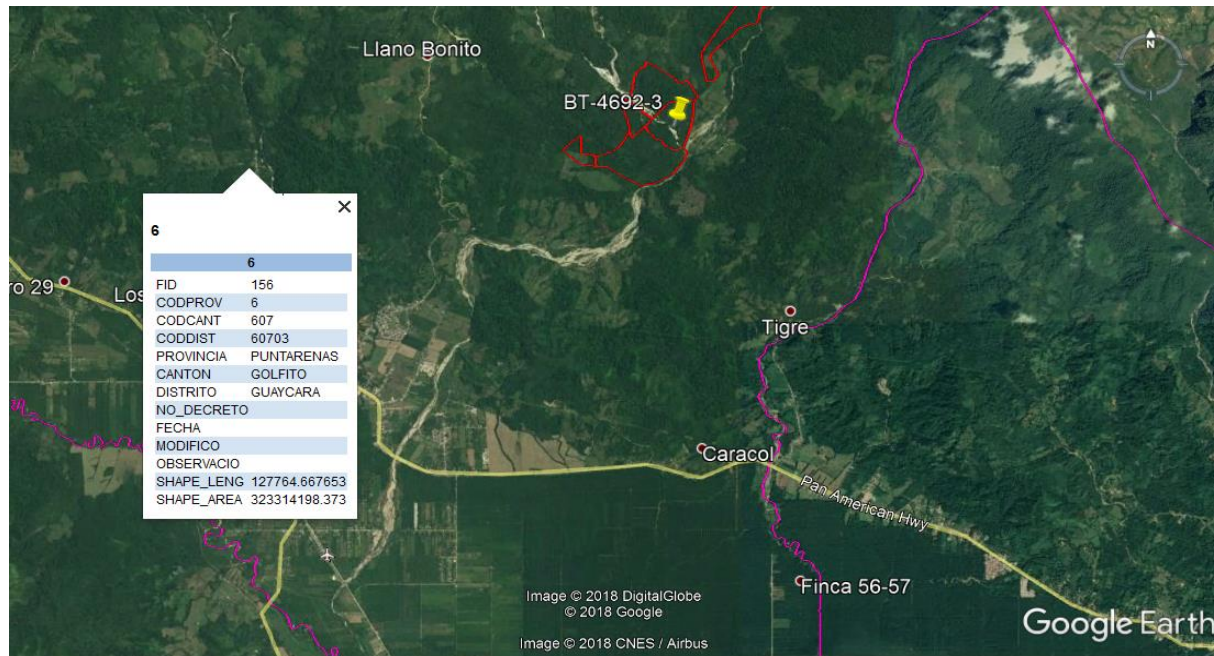 Llano Bonito
BT-4692-3
N
6
6
FID 156
CODPROV 6
CODCANT 607
CODDIST 60703
PROVINCIA PUNTARENAS
CANTON GOLFITO
DISTRITO GUAYCARA
NO_DECRETO
FECHA
MODIFICO
OBSERVACIO
SHAPE_LENG 127764.667653
SHAPE_AREA 323314198.373
ro 29
Los
Tigre
Caracol
Pan American Hwy
Finca 56-57
Image © 2018 DigitalGlobe
© 2018 Google
Image © 2018 CNES / Airbus
Google Earth